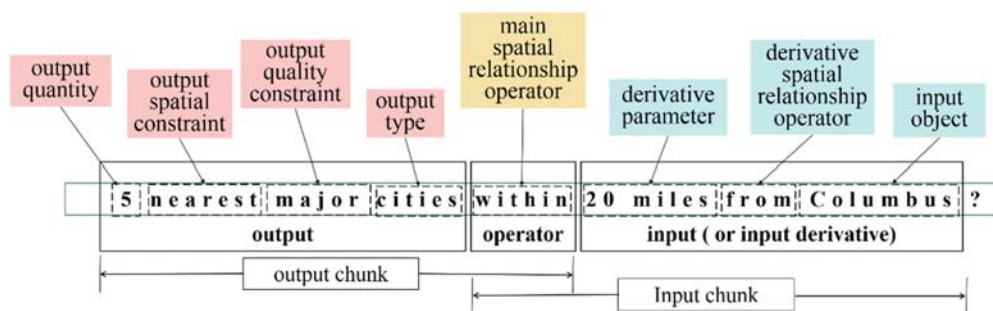 output quantity
output spatial constraint
output quality constraint
output type
main spatial relationship operator
derivative parameter
derivative spatial relationship operator
input object
5 nearest major cities within 20 miles from Columbus ?
output operator input ( or input derivative)
output chunk
Input chunk